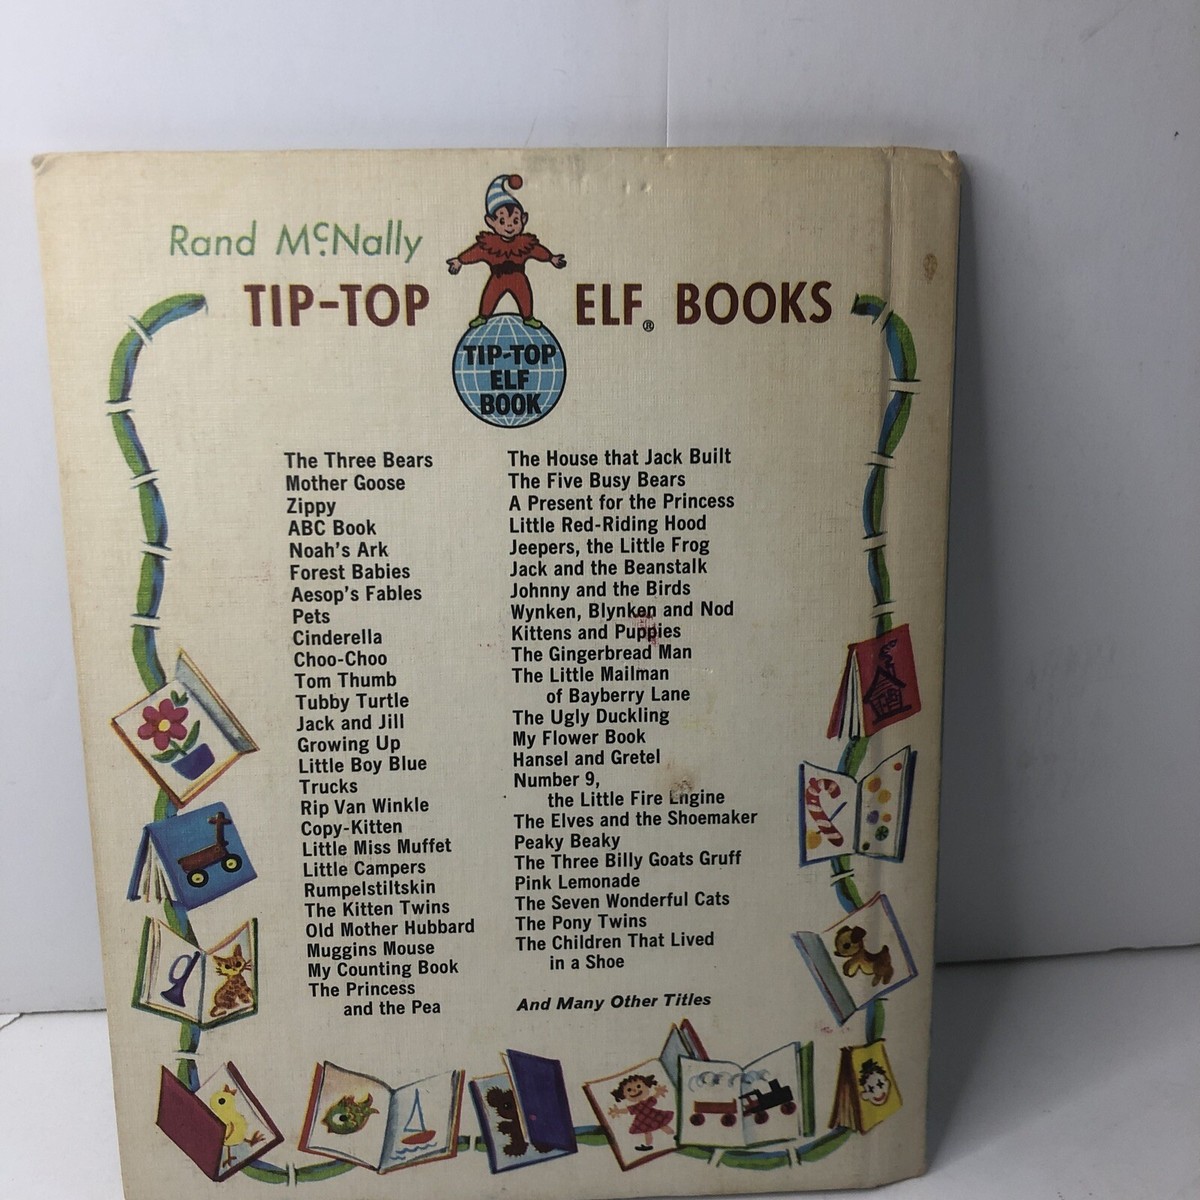 Rand McNally
TIP-TOP ELF® BOOKS
TIP-TOP
ELF
BOOK
The Three Bears
Mother Goose
Zippy
ABC Book
Noah's Ark
Forest Babies
Aesop's Fables
Pets
Cinderella
Choo-Choo
Tom Thumb
Tubby Turtle
Jack and Jill
Growing Up
Little Boy Blue
Trucks
Rip Van Winkle
Copy-Kitten
Little Miss Muffet
Little Campers
Rumpelstiltskin
The Kitten Twins
Old Mother Hubbard
Muggins Mouse
My Counting Book
The Princess
and the Pea
The House that Jack Built
The Five Busy Bears
A Present for the Princess
Little Red-Riding Hood
Jeepers, the Little Frog
Jack and the Beanstalk
Johnny and the Birds
Wynken, Blynken and Nod
Kittens and Puppies
The Gingerbread Man
The Little Mailman
of Bayberry Lane
The Ugly Duckling
My Flower Book
Hansel and Gretel
Number 9,
the Little Fire Engine
The Elves and the Shoemaker
Peaky Beaky
The Three Billy Goats Gruff
Pink Lemonade
The Seven Wonderful Cats
The Pony Twins
The Children That Lived
in a Shoe
And Many Other Titles